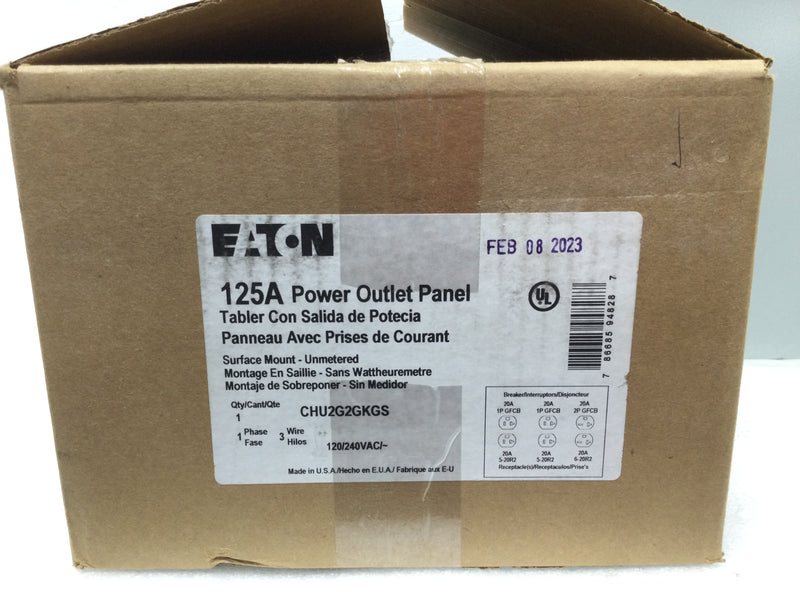 EATON
FEB 08 2023
125A Power Outlet Panel
Tabler Con Salida de Potecia
Panneau Avec Prises de Courant
Surface Mount - Unmetered
Montage En Saillie - Sans Wattheuremetre
Montaje de Sobreponer - Sin Medidor
Qty/Cant/Qte
1
CHU2G2GKGS
1 Phase Fase 3 Wire Hilos
120/240VAC/~
Made in U.S.A./Hecho en E.U.A./ Fabrique aux E-U
UL
7 86685 94828 7
Breaker/Interruptors/Disjoncteur
20A 20A 20A
1P GFCB 1P GFCB 2P GFCB
20A 20A 20A
5-20R2 5-20R2 6-20R2
Receptacle(s)/Receptaculos/Prise's